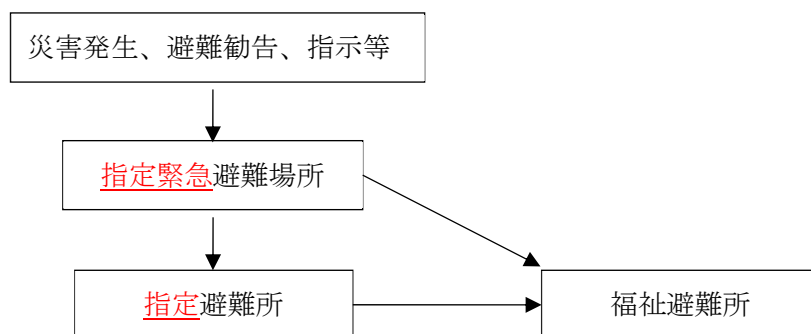 災害発生、避難勧告、指示等
指定緊急避難場所
指定避難所
福祉避難所